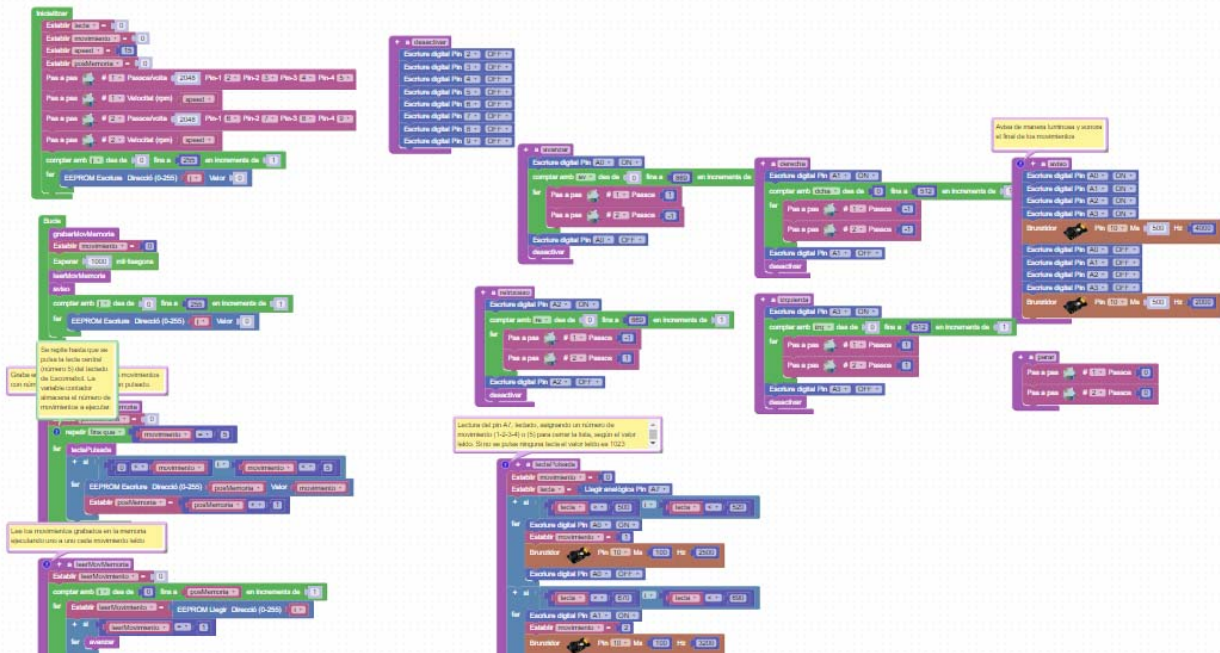 Inicialitzar
Establir tecla = 0
Establir movimiento = 0
Establir speed = 15
Establir posMemoria = 0
Pas a pas # 1 Passos/volta 2048 Pin-1 2 Pin-2 3 Pin-3 4 Pin-4 5
Pas a pas # 1 Velocitat (rpm) speed
Pas a pas # 2 Passos/volta 2048 Pin-1 6 Pin-2 7 Pin-3 8 Pin-4 9
Pas a pas # 2 Velocitat (rpm) speed
comptar amb i des de 0 fins a 255 en increments de 1
fer EEPROM Escriure Direcció (0-255) i Valor 0
Bucle
grabarMovMemoria
Establir movimiento = 0
Esperar 1000 mil·lisegons
leerMovMemoria
aviso
comptar amb i des de 0 fins a 255 en increments de 1
fer EEPROM Escriure Direcció (0-255) i Valor 0
Se repite hasta que se
pulsa la tecla central
(número 5) del teclado
de Escornabot. La
variable contador
almacena el número de
movimientos a ejecutar
Graba
con núm
movimientos
n pulsado
= 0
repetir fins que movimiento = 5
fer teclaPulsada
si 0 movimiento i movimiento 5
fer EEPROM Escriure Direcció (0-255) posMemoria Valor movimiento
Establir posMemoria = posMemoria + 1
Lee los movimientos grabados en la memoria
ejecutando uno a uno cada movimiento leído
leerMovMemoria
Establir leerMovimiento = 0
comptar amb i des de 0 fins a posMemoria en increments de 1
fer Establir leerMovimiento = EEPROM Llegir Direcció (0-255) i
si leerMovimiento = 1
fer avanzar
desactivar
Escriure digital Pin 2 OFF
Escriure digital Pin 3 OFF
Escriure digital Pin 4 OFF
Escriure digital Pin 5 OFF
Escriure digital Pin 6 OFF
Escriure digital Pin 7 OFF
Escriure digital Pin 8 OFF
Escriure digital Pin 9 OFF
avanzar
Escriure digital Pin A0 ON
comptar amb av des de 0 fins a 989 en increments de
fer Pas a pas # 1 Passos 1
Pas a pas # 2 Passos -1
Escriure digital Pin A0 OFF
desactivar
retroceso
Escriure digital Pin A2 ON
comptar amb re des de 0 fins a 989 en increments de 1
fer Pas a pas # 1 Passos -1
Pas a pas # 2 Passos 1
Escriure digital Pin A2 OFF
desactivar
Lectura del pin A7, teclado, asignando un número de
movimiento (1-2-3-4) o (5) para cerrar la lista, según el valor
leído. Si no se pulsa ninguna tecla el valor leído es 1023
teclaPulsada
Establir movimiento = 0
Establir tecla = Llegir analògica Pin A7
si tecla 500 i tecla 520
fer Escriure digital Pin A0 ON
Establir movimiento = 1
Brunzidor Pin 10 Ms 100 Hz 2500
Escriure digital Pin A0 OFF
si tecla 670 i tecla 690
fer Escriure digital Pin A1 ON
Establir movimiento = 2
Brunzidor Pin 10 Ms 100 Hz 3200
derecha
Escriure digital Pin A1 ON
comptar amb dcha des de 0 fins a 512 en increments de 1
fer Pas a pas # 1 Passos -1
Pas a pas # 2 Passos -1
Escriure digital Pin A1 OFF
desactivar
izquierda
Escriure digital Pin A3 ON
comptar amb izq des de 0 fins a 512 en increments de 1
fer Pas a pas # 1 Passos 1
Pas a pas # 2 Passos 1
Escriure digital Pin A3 OFF
desactivar
Avisa de manera luminosa y sonora
el final de los movimientos
aviso
Escriure digital Pin A0 ON
Escriure digital Pin A1 ON
Escriure digital Pin A2 ON
Escriure digital Pin A3 ON
Brunzidor Pin 10 Ms 500 Hz 4000
Escriure digital Pin A0 OFF
Escriure digital Pin A1 OFF
Escriure digital Pin A2 OFF
Escriure digital Pin A3 OFF
Brunzidor Pin 10 Ms 500 Hz 2000
parar
Pas a pas # 1 Passos 0
Pas a pas # 2 Passos 0